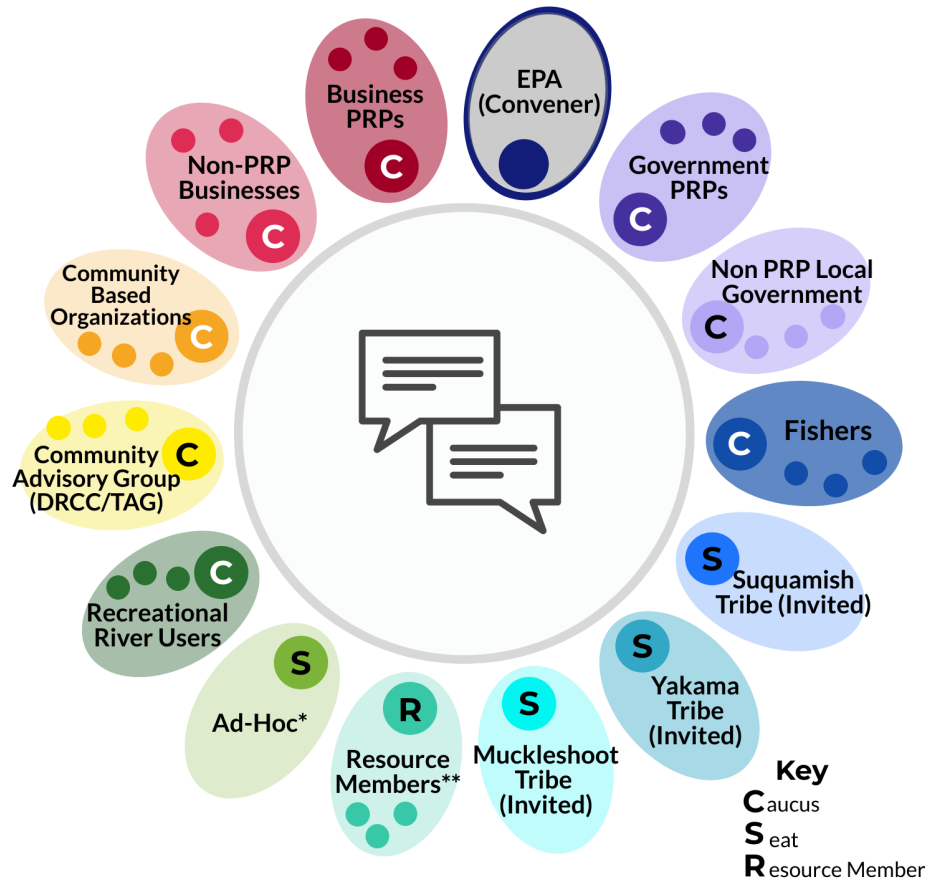 EPA
(Convener)
C
Government
PRPs
C
Non PRP Local
Government
C
Fishers
C
S
Suquamish
Tribe (Invited)
S
Yakama
Tribe
(Invited)
S
Muckleshoot
Tribe
(Invited)
R
Resource
Members**
S
Ad-Hoc*
C
Recreational
River Users
C
Community
Advisory Group
(DRCC/TAG)
Community
Based
Organizations
C
Non-PRP
Businesses
C
Business
PRPs
C
Key
Caucus
Seat
Resource Member